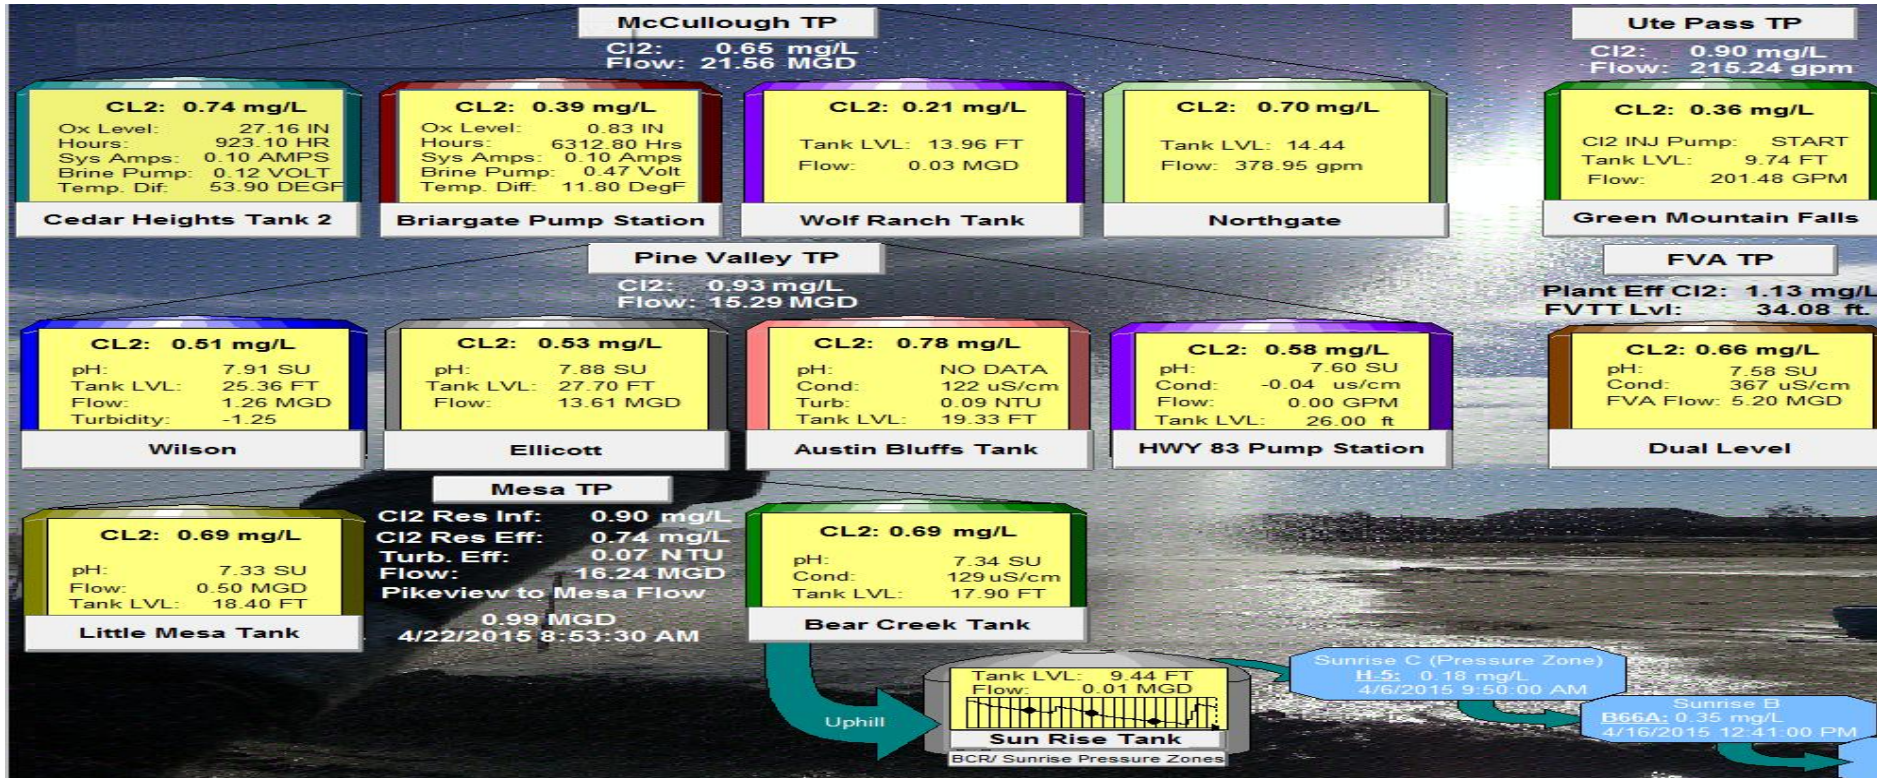 McCullough TP
Cl2: 0.65 mg/L
Flow: 21.56 MGD
Ute Pass TP
Cl2: 0.90 mg/L
Flow: 215.24 gpm
CL2: 0.74 mg/L
Ox Level: 27.16 IN
Hours: 923.10 HR
Sys Amps: 0.10 AMPS
Brine Pump: 0.12 VOLT
Temp. Dif: 53.90 DEGF
Cedar Heights Tank 2
CL2: 0.39 mg/L
Ox Level: 0.83 IN
Hours: 6312.80 Hrs
Sys Amps: 0.10 Amps
Brine Pump: 0.47 Volt
Temp. Diff: 11.80 DegF
Briargate Pump Station
CL2: 0.21 mg/L
Tank LVL: 13.96 FT
Flow: 0.03 MGD
Wolf Ranch Tank
CL2: 0.70 mg/L
Tank LVL: 14.44
Flow: 378.95 gpm
Northgate
CL2: 0.36 mg/L
Cl2 INJ Pump: START
Tank LVL: 9.74 FT
Flow: 201.48 GPM
Green Mountain Falls
Pine Valley TP
Cl2: 0.93 mg/L
Flow: 15.29 MGD
FVA TP
Plant Eff Cl2: 1.13 mg/L
FVTT Lvl: 34.08 ft.
CL2: 0.51 mg/L
pH: 7.91 SU
Tank LVL: 25.36 FT
Flow: 1.26 MGD
Turbidity: -1.25
Wilson
CL2: 0.53 mg/L
pH: 7.88 SU
Tank LVL: 27.70 FT
Flow: 13.61 MGD
Ellicott
CL2: 0.78 mg/L
pH: NO DATA
Cond: 122 uS/cm
Turb: 0.09 NTU
Tank LVL: 19.33 FT
Austin Bluffs Tank
CL2: 0.58 mg/L
pH: 7.60 SU
Cond: -0.04 us/cm
Flow: 0.00 GPM
Tank LVL: 26.00 ft
HWY 83 Pump Station
CL2: 0.66 mg/L
pH: 7.58 SU
Cond: 367 uS/cm
FVA Flow: 5.20 MGD
Dual Level
Mesa TP
Cl2 Res Inf: 0.90 mg/L
Cl2 Res Eff: 0.74 mg/L
Turb. Eff: 0.07 NTU
Flow: 16.24 MGD
Pikeview to Mesa Flow
0.99 MGD
4/22/2015 8:53:30 AM
CL2: 0.69 mg/L
pH: 7.33 SU
Flow: 0.50 MGD
Tank LVL: 18.40 FT
Little Mesa Tank
CL2: 0.69 mg/L
pH: 7.34 SU
Cond: 129 uS/cm
Tank LVL: 17.90 FT
Bear Creek Tank
Uphill
Tank LVL: 9.44 FT
Flow: 0.01 MGD
Sun Rise Tank
BCR/ Sunrise Pressure Zones
Sunrise C (Pressure Zone)
H-5: 0.18 mg/L
4/6/2015 9:50:00 AM
Sunrise B
B66A: 0.35 mg/L
4/16/2015 12:41:00 PM